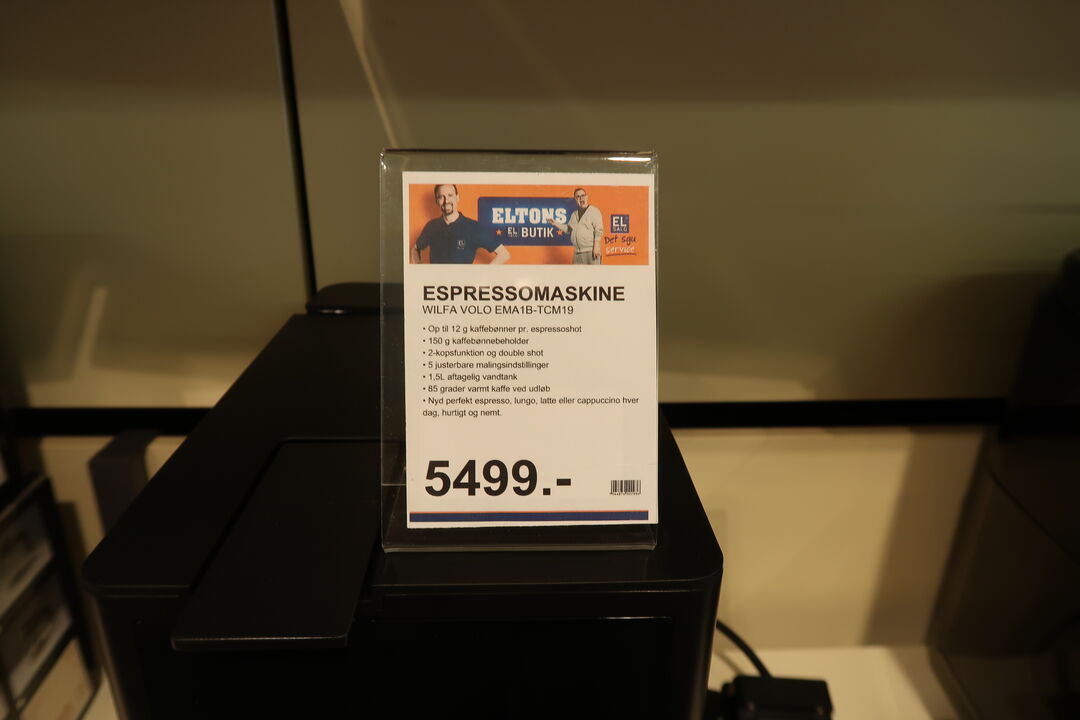 ELTONS
EL
SALG
BUTIK
EL
SALG
Det sgu
service
EL
ESPRESSOMASKINE
WILFA VOLO EMA1B-TCM19
• Op til 12 g kaffebønner pr. espressoshot
• 150 g kaffebønnebeholder
• 2-kopsfunktion og double shot
• 5 justerbare malingsindstillinger
• 1,5L aftagelig vandtank
• 85 grader varmt kaffe ved udløb
• Nyd perfekt espresso, lungo, latte eller cappuccino hver
dag, hurtigt og nemt.
5499.-